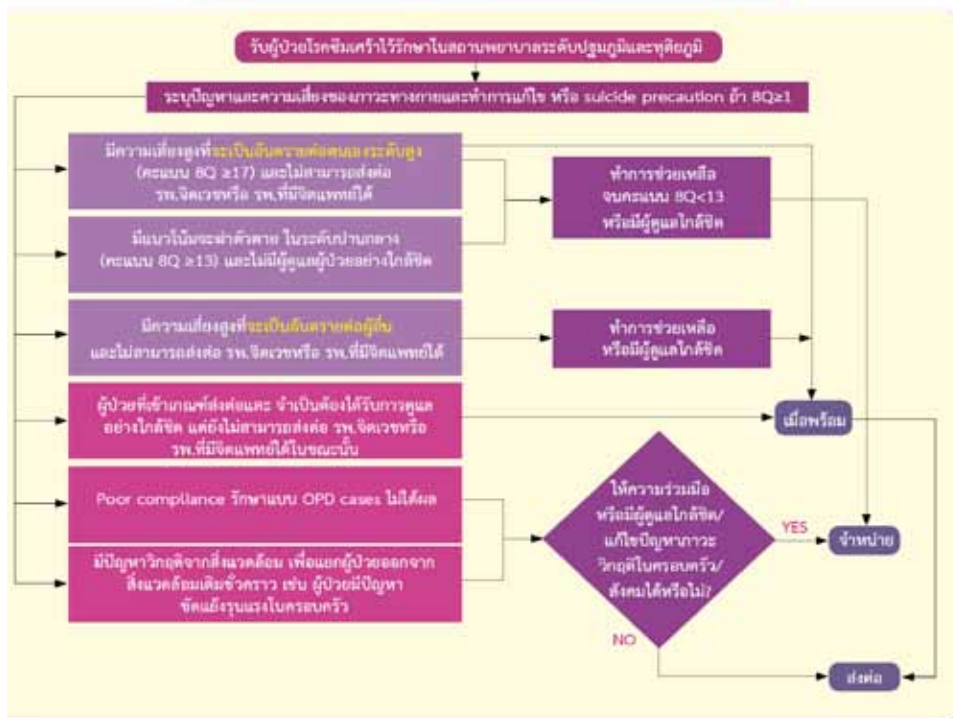 รับผู้ป่วยโรคซึมเศร้าไว้รักษาในสถานพยาบาลระดับปฐมภูมิและทุติยภูมิ
ระบุปัญหาและความเสี่ยงของภาวะทางกายและทำการแก้ไข หรือ suicide precaution ถ้า 8Q≥1
มีความเสี่ยงสูงที่จะเป็นอันตรายต่อตนเองระดับสูง
(คะแนน 8Q ≥17) และไม่สามารถส่งต่อ
รพ.จิตเวชหรือ รพ.ที่มีจิตแพทย์ได้
ทำการช่วยเหลือ
จนคะแนน 8Q<13
หรือมีผู้ดูแลใกล้ชิด
มีแนวโน้มจะฆ่าตัวตาย ในระดับปานกลาง
(คะแนน 8Q ≥13) และไม่มีผู้ดูแลผู้ป่วยอย่างใกล้ชิด
มีความเสี่ยงสูงที่จะเป็นอันตรายต่อผู้อื่น
และไม่สามารถส่งต่อ รพ.จิตเวชหรือ รพ.ที่มีจิตแพทย์ได้
ทำการช่วยเหลือ
หรือมีผู้ดูแลใกล้ชิด
ผู้ป่วยที่เข้าเกณฑ์ส่งต่อและ จำเป็นต้องได้รับการดูแล
อย่างใกล้ชิด แต่ยังไม่สามารถส่งต่อ รพ.จิตเวชหรือ
รพ.ที่มีจิตแพทย์ได้ในขณะนั้น
เมื่อพร้อม
Poor compliance รักษาแบบ OPD cases ไม่ได้ผล
มีปัญหาวิกฤติจากสิ่งแวดล้อม เพื่อแยกผู้ป่วยออกจาก
สิ่งแวดล้อมเดิมชั่วคราว เช่น ผู้ป่วยมีปัญหา
ขัดแย้งรุนแรงในครอบครัว
ให้ความร่วมมือ
หรือมีผู้ดูแลใกล้ชิด/
แก้ไขปัญหาภาวะ
วิกฤติในครอบครัว/
สังคมได้หรือไม่?
YES
จำหน่าย
NO
ส่งต่อ